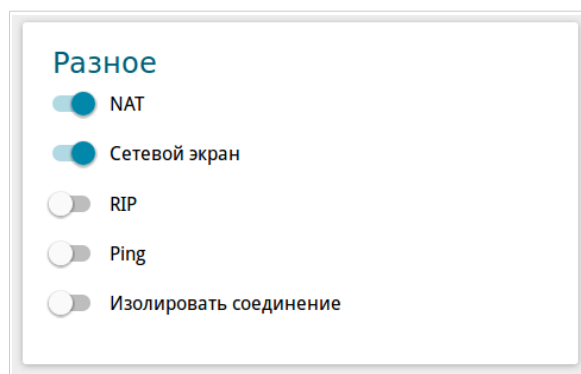 Разное
NAT
Сетевой экран
RIP
Ping
Изолировать соединение